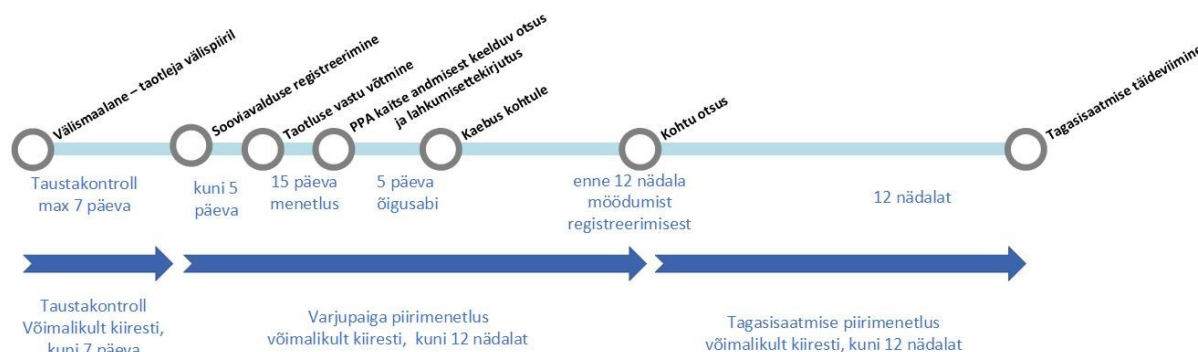 Välismaalane – taotleja välispiiril
Sooviavalduse registreerimine
Taotluse vastu võtmine
PPA kaitse andmisest keelduv otsus
ja lahkumisettekirjutus
Kaebus kohtule
Kohtu otsus
Tagasisaatmise täideviimine
Taustakontroll
max 7 päeva
kuni 5
päeva
15 päeva
menetlus
5 päeva
õigusabi
enne 12 nädala
möödumist
registreerimisest
12 nädalat
Taustakontroll
Võimalikult kiiresti,
kuni 7 päeva
Varjupaiga piirimenetlus
võimalikult kiiresti, kuni 12 nädalat
Tagasisaatmise piirimenetlus
võimalikult kiiresti, kuni 12 nädalat